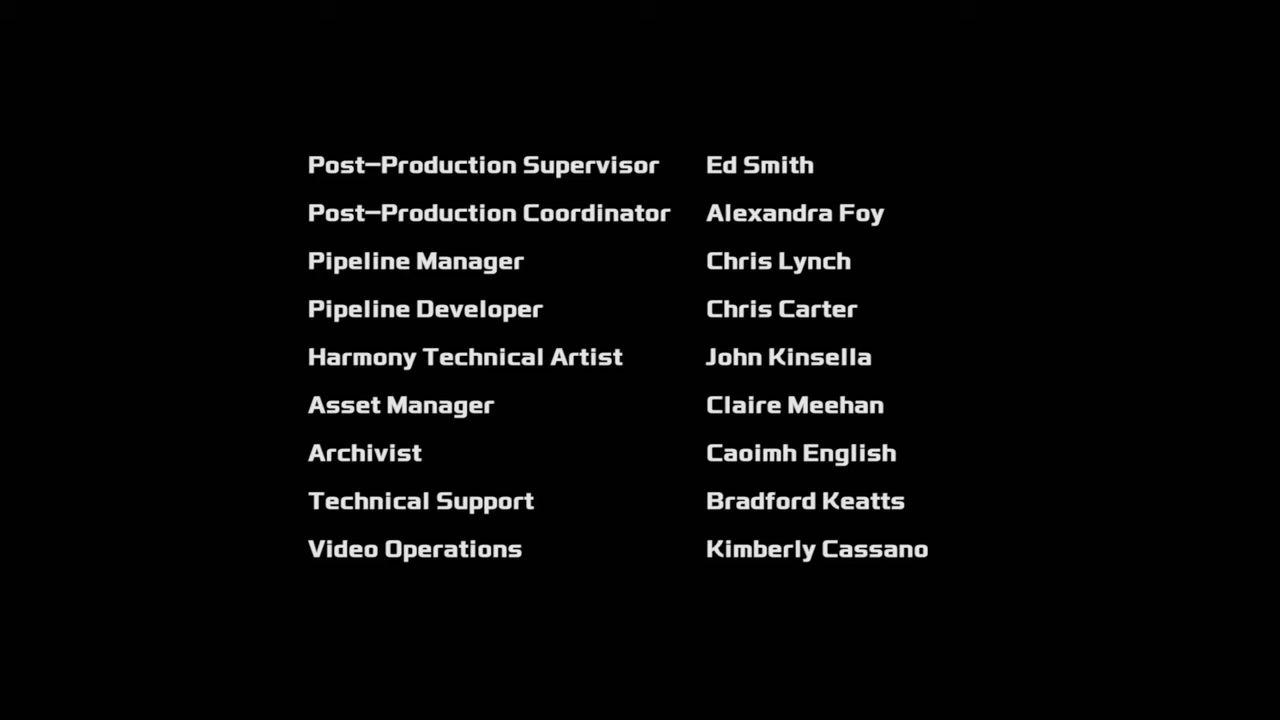 Post-Production Supervisor Ed Smith
Post-Production Coordinator Alexandra Foy
Pipeline Manager Chris Lynch
Pipeline Developer Chris Carter
Harmony Technical Artist John Kinsella
Asset Manager Claire Meehan
Archivist Caoimh English
Technical Support Bradford Keatts
Video Operations Kimberly Cassano